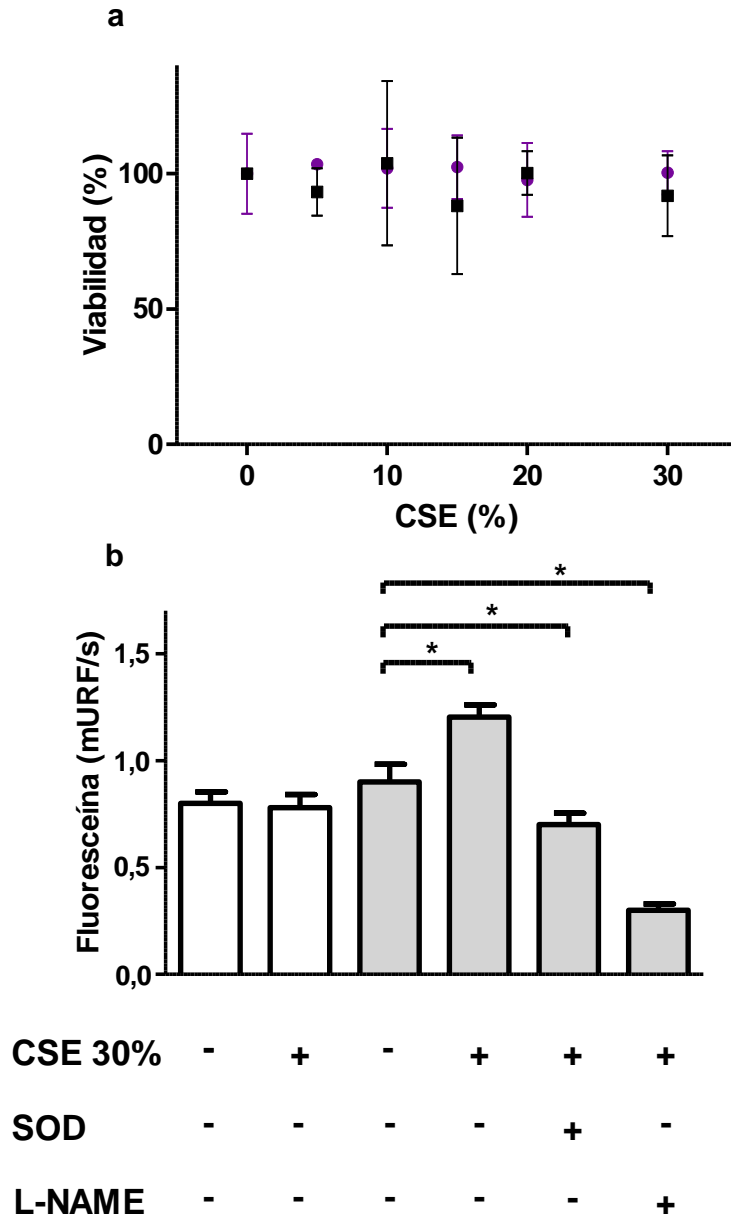 a
Viabilidad (%)
100
50
0
0 10 20 30
CSE (%)
b
Fluoresceína (mURF/s)
* 
*
*
1,5
1,0
0,5
0,0
CSE 30% - + - + + +
SOD - - - - + -
L-NAME - - - - - +